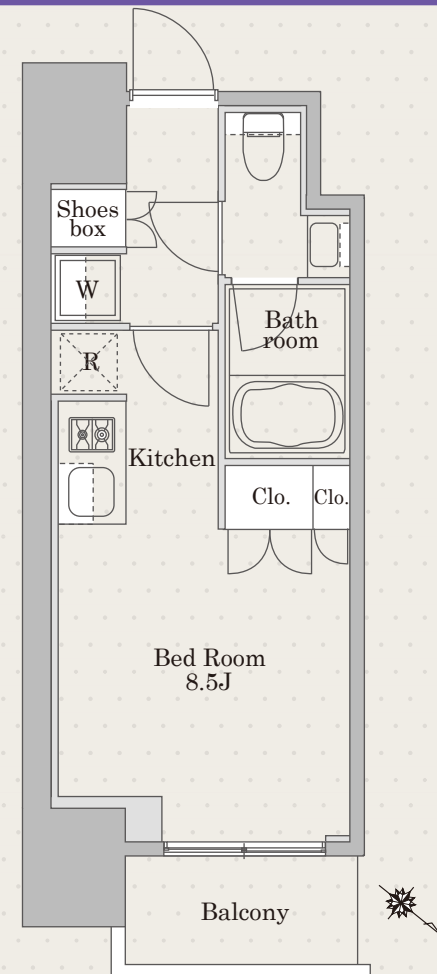 Shoes
box
W
Bath
room
R
Kitchen
Clo.
Clo.
Bed Room
8.5J
Balcony